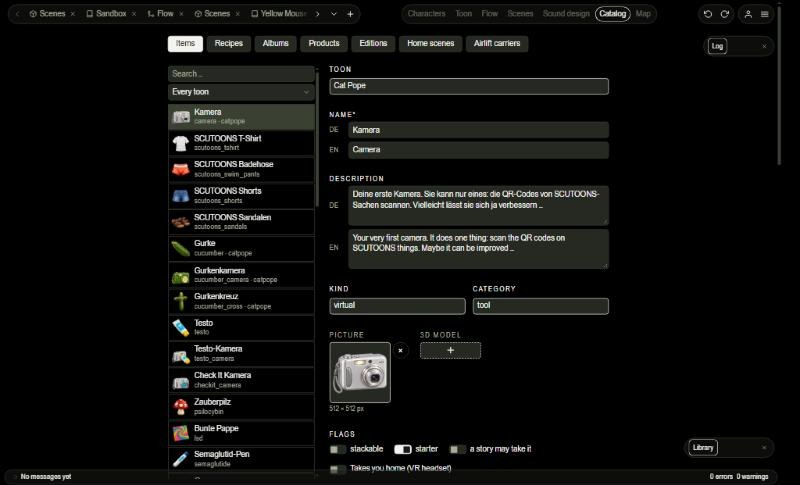 Scenes × Sandbox × Flow × Scenes × Yellow Mouse
Characters Toon Flow Scenes Sound design Catalog Map
Items Recipes Albums Products Editions Home scenes Airlift carriers
Log ×
Search...
Every toon
Kamera
camera · catpope
SCUTOONS T-Shirt
scutoons_tshirt
SCUTOONS Badehose
scutoons_swim_pants
SCUTOONS Shorts
scutoons_shorts
SCUTOONS Sandalen
scutoons_sandals
Gurke
cucumber · catpope
Gurkenkamera
cucumber_camera · catpope
Gurkenkreuz
cucumber_cross · catpope
Testo
testo
Testo-Kamera
testo_camera
Check It Kamera
checkit_camera
Zauberpilz
psilocybin
Bunte Pappe
lsd
Semaglutid-Pen
semaglutide
TOON
Cat Pope
NAME*
DE Kamera
EN Camera
DESCRIPTION
DE
Deine erste Kamera. Sie kann nur eines: die QR-Codes von SCUTOONS-
Sachen scannen. Vielleicht lässt sie sich ja verbessern ...
EN
Your very first camera. It does one thing: scan the QR codes on
SCUTOONS things. Maybe it can be improved ...
KIND CATEGORY
virtual tool
PICTURE 3D MODEL
× +
512 × 512 px
FLAGS
stackable starter a story may take it
Takes you home (VR headset)
Library ×
No messages yet
0 errors 0 warnings